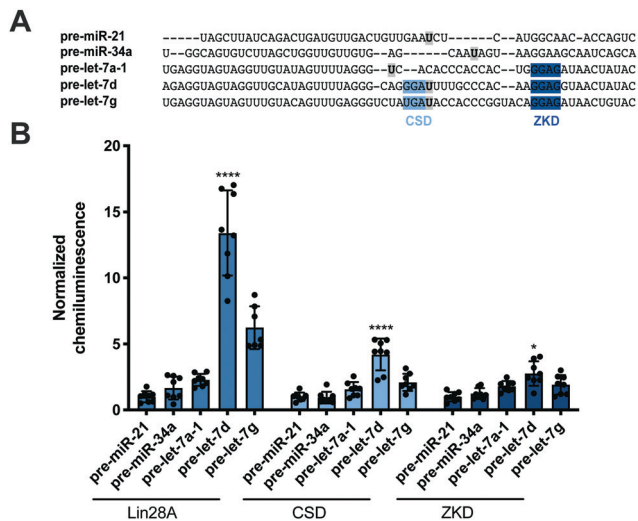 A
pre-miR-21 -----UAGCUUAUCAGACUGAUGUUGACUGUUGAAUCU------C--AUGGCAAC-ACCAGUC
pre-miR-34a U--GGCAGUGUCUUAGCUGGUUGUUGUG--AG------CAAUAGUAAGGAAGCAAUCAGCA
pre-let-7a-1 UGAGGUAGUAGGUUGUAUAGUUUUAGGG--UC--ACACCCACCAC--UGGGAGAUAACUAUAC
pre-let-7d AGAGGUAGUAGGUUGCAUAGUUUUAGGG--CAGGGAUUUUGCCCAC--AAGGAGGUAACUAUAC
pre-let-7g UGAGGUAGUAGUUUGUACAGUUUGAGGGUCUAUGAUACCACCCGGUACAGGAGAUAACUGUAC
CSD ZKD
B
Normalized
chemiluminescence
20
15
10
5
0
**** **** *
pre-miR-21 pre-miR-34a pre-let-7a-1 pre-let-7d pre-let-7g pre-miR-21 pre-miR-34a pre-let-7a-1 pre-let-7d pre-let-7g pre-miR-21 pre-miR-34a pre-let-7a-1 pre-let-7d pre-let-7g
Lin28A CSD ZKD